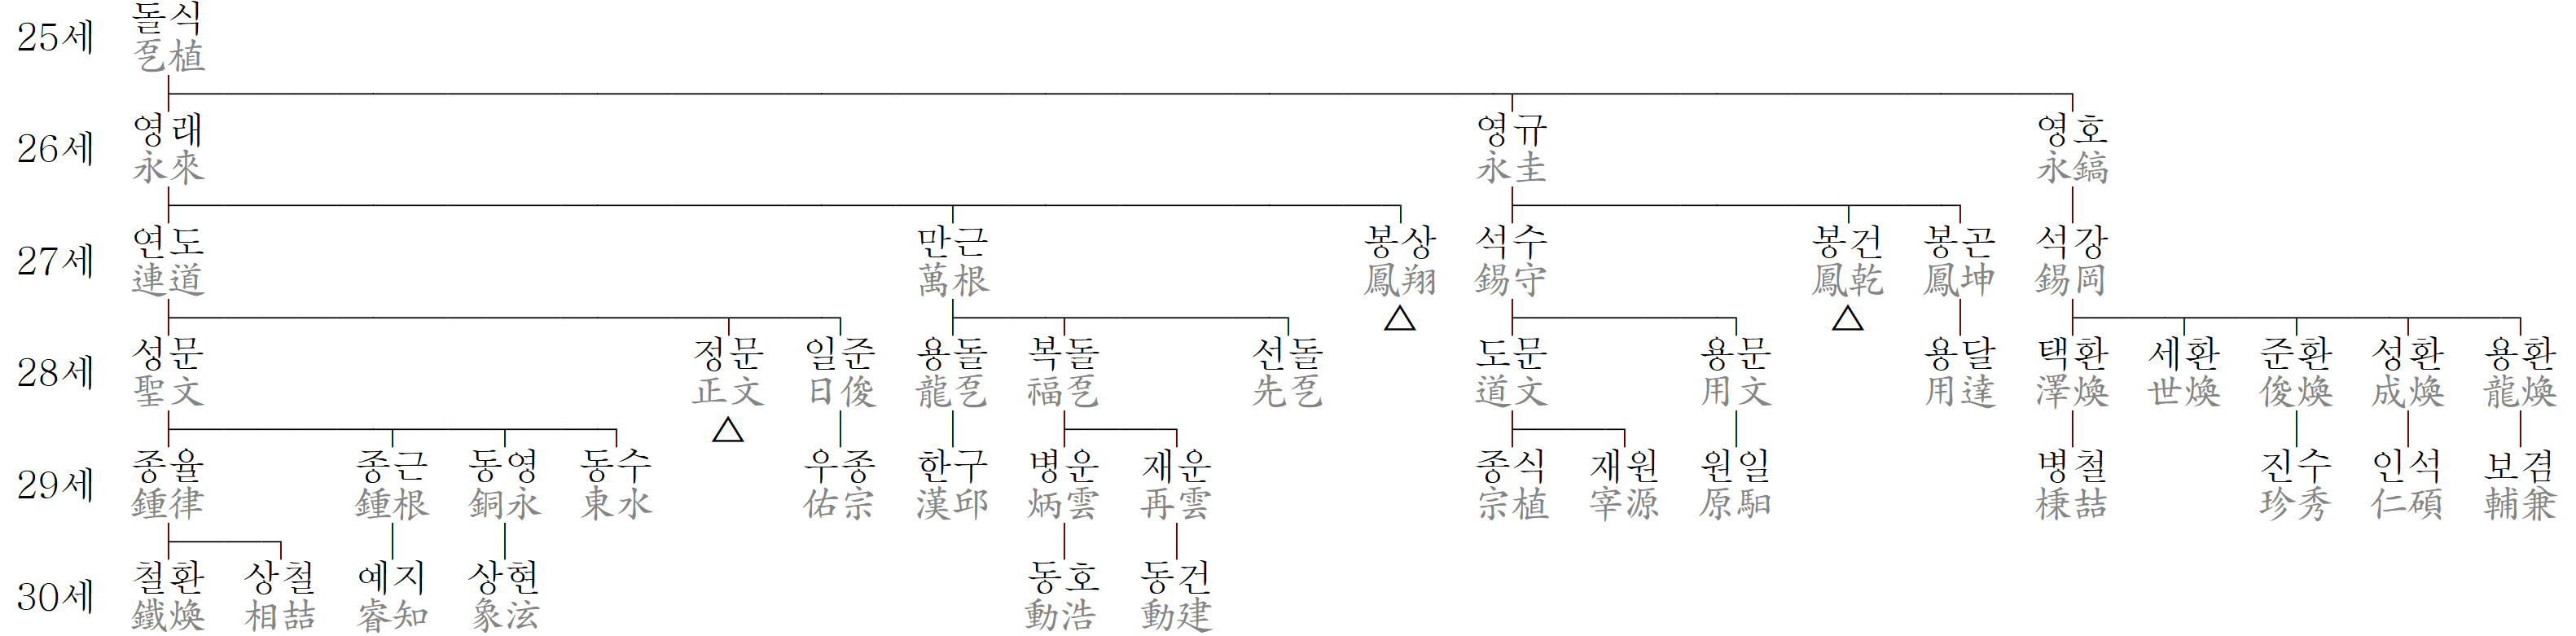 25세 돌식
乭植
26세 영래 영규 영호
永來 永圭 永鎬
27세 연도 만근 봉상 석수 봉건 봉곤 석강
連道 萬根 鳳翔 錫守 鳳乾 鳳坤 錫岡
△ △
28세 성문 정문 일준 용돌 복돌 선돌 도문 용문 용달 택환 세환 준환 성환 용환
聖文 正文 日俊 龍乭 福乭 先乭 道文 用文 用達 澤煥 世煥 俊煥 成煥 龍煥
△
29세 종율 종근 동영 동수 우종 한구 병운 재운 종식 재원 원일 병철 진수 인석 보겸
鍾律 鍾根 銅永 東水 佑宗 漢邱 炳雲 再雲 宗植 宰源 原馹 棅喆 珍秀 仁碩 輔兼
30세 철환 상철 예지 상현 동호 동건
鐵煥 相喆 睿知 象泫 動浩 動建